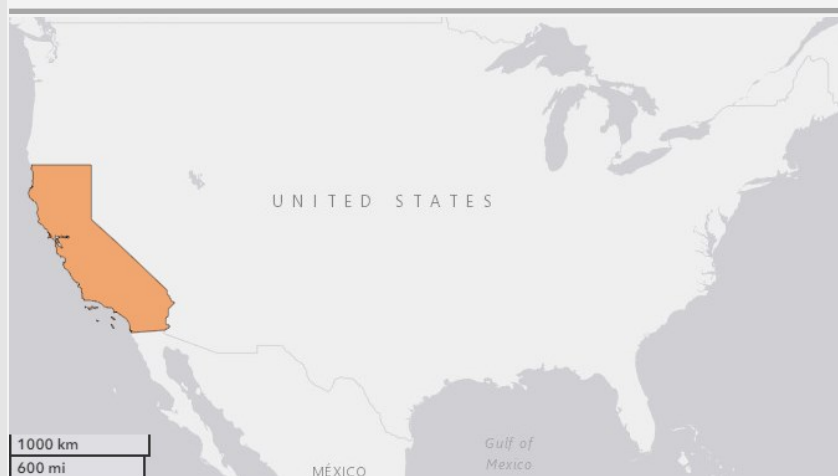 UNITED STATES
Gulf of
Mexico
MÉXICO
1000 km
600 mi